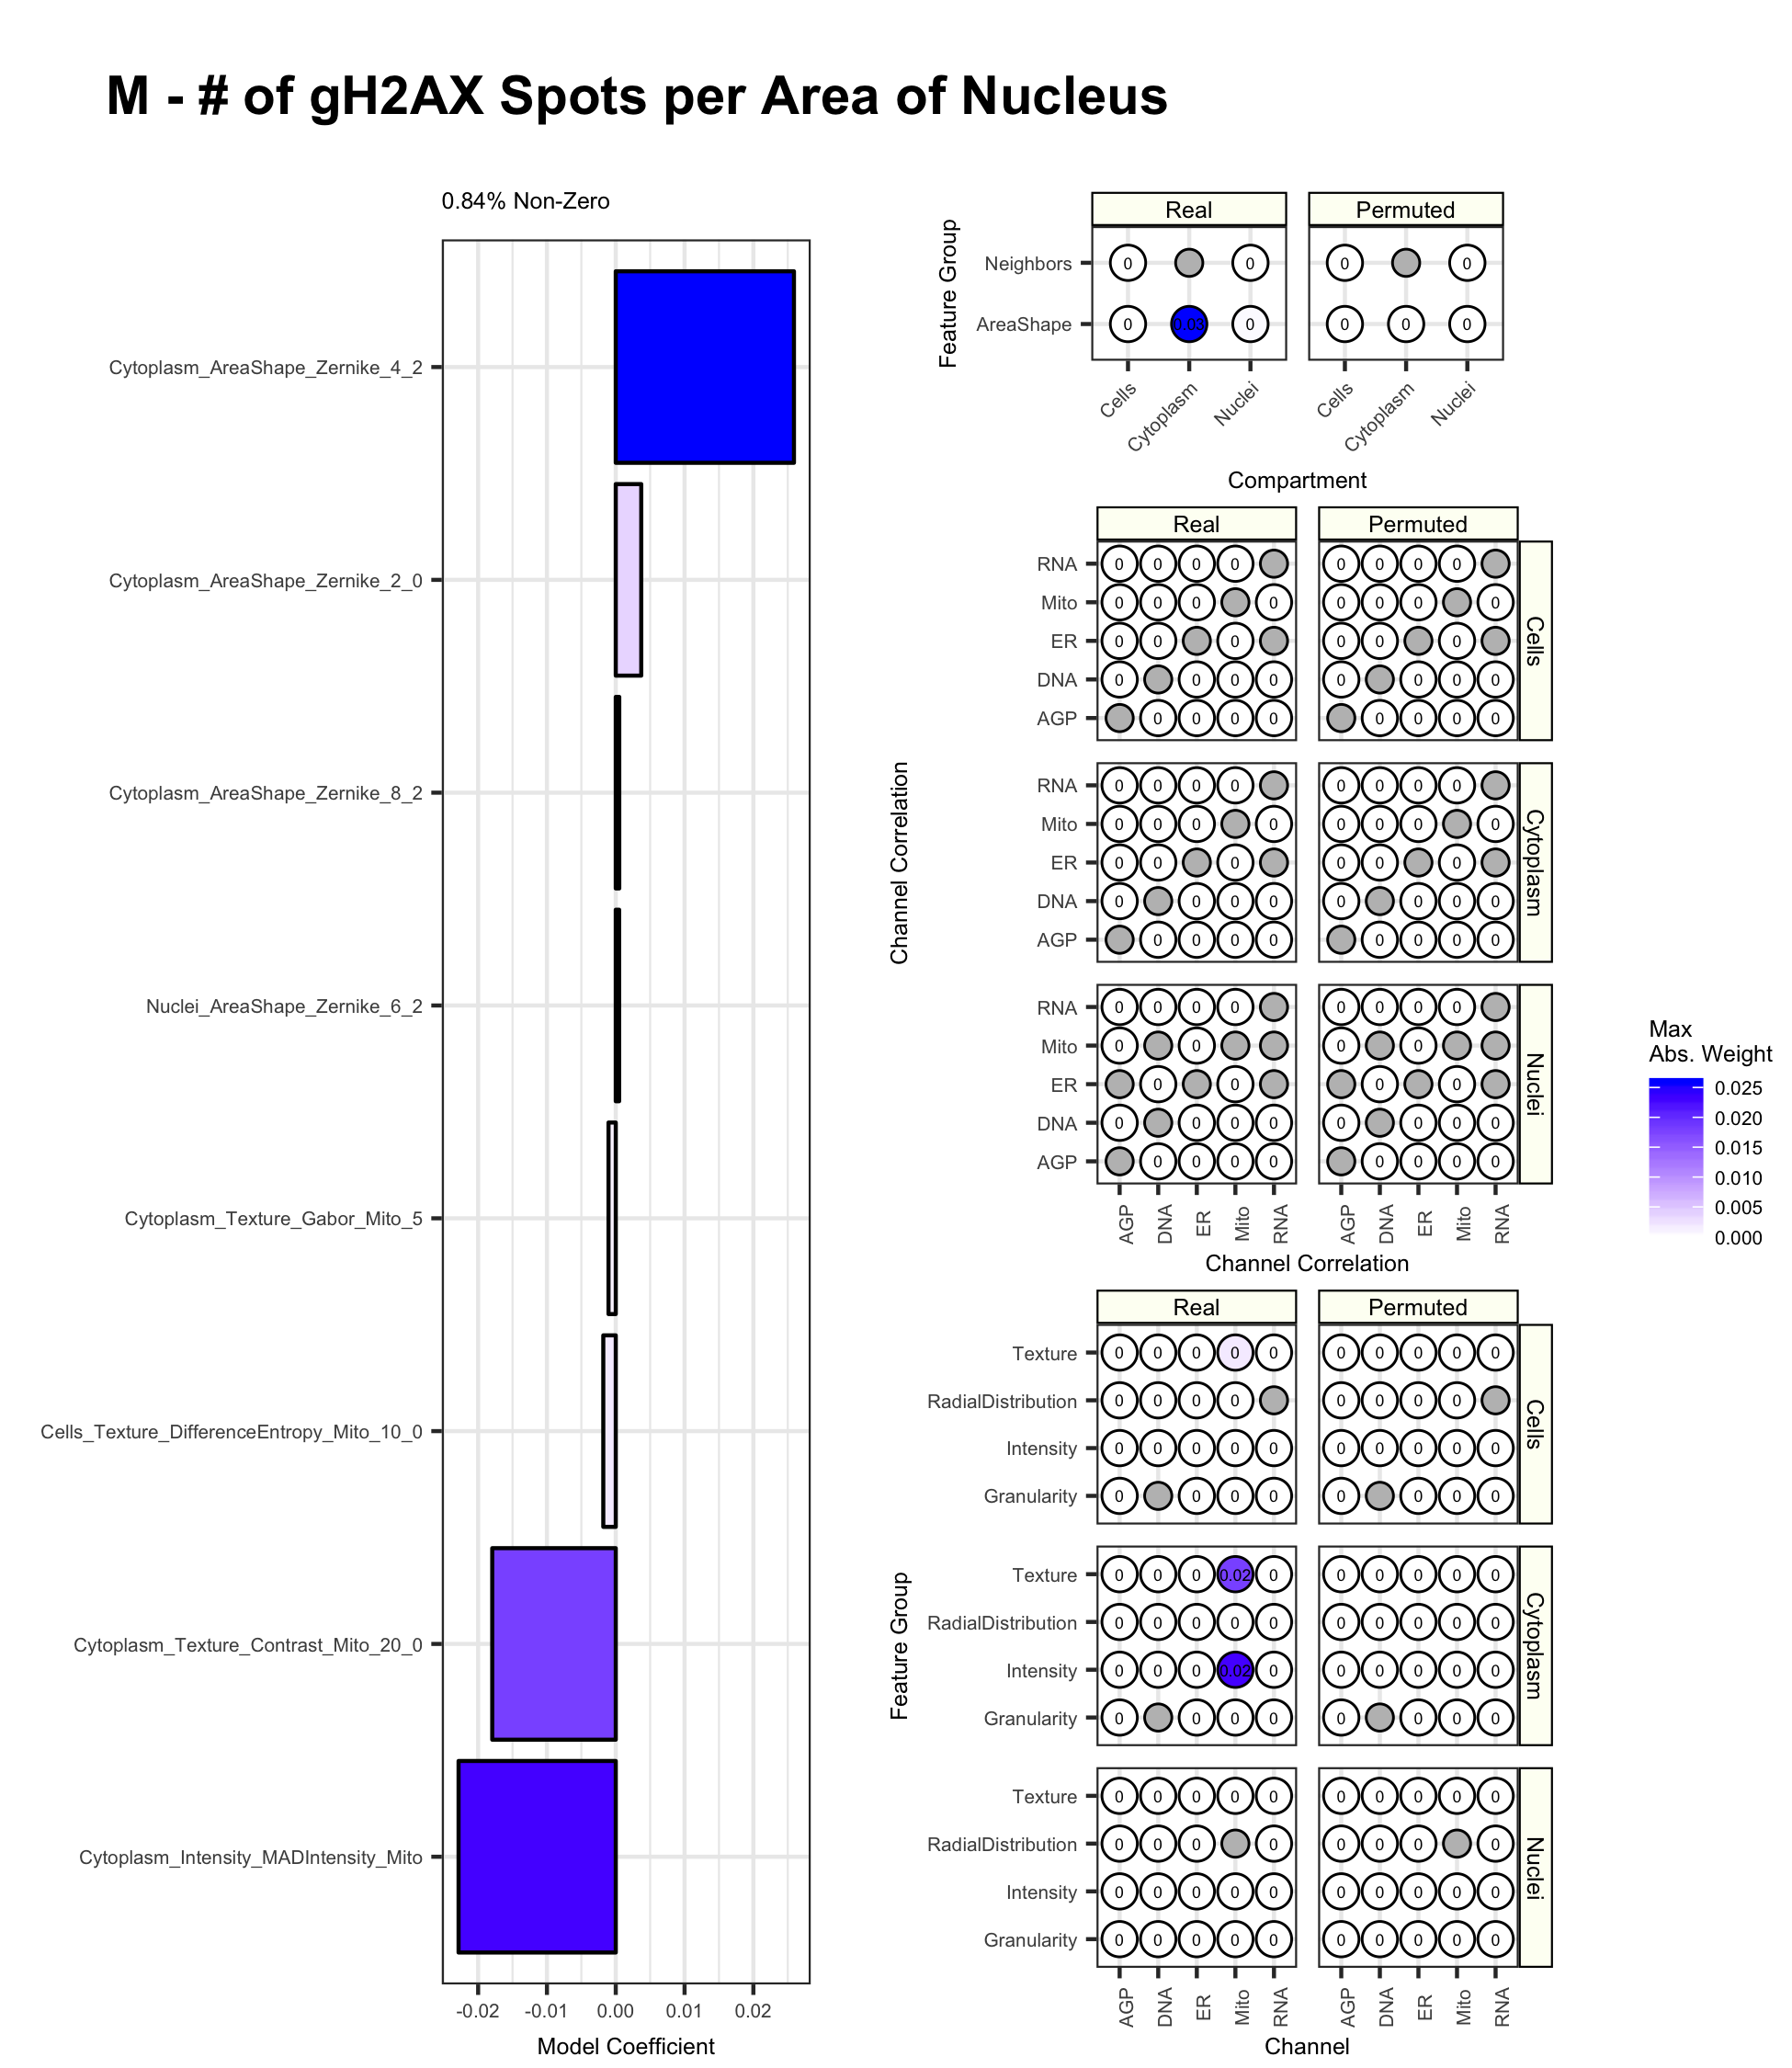 M - # of gH2AX Spots per Area of Nucleus
0.84% Non-Zero
Cytoplasm_AreaShape_Zernike_4_2
Cytoplasm_AreaShape_Zernike_2_0
Cytoplasm_AreaShape_Zernike_8_2
Nuclei_AreaShape_Zernike_6_2
Cytoplasm_Texture_Gabor_Mito_5
Cells_Texture_DifferenceEntropy_Mito_10_0
Cytoplasm_Texture_Contrast_Mito_20_0
Cytoplasm_Intensity_MADIntensity_Mito
-0.02 -0.01 0.00 0.01 0.02
Model Coefficient
Real Permuted
Feature Group
Neighbors 0 0 0 0
AreaShape 0 0.03 0 0 0 0
Cells Cytoplasm Nuclei Cells Cytoplasm Nuclei
Compartment
Real Permuted
Channel Correlation
RNA 0 0 0 0 0 0 0 0
Mito 0 0 0 0 0 0 0 0
ER 0 0 0 0 0 0
DNA 0 0 0 0 0 0 0 0
AGP 0 0 0 0 0 0 0 0
Cells
RNA 0 0 0 0 0 0 0 0
Mito 0 0 0 0 0 0 0 0
ER 0 0 0 0 0 0
DNA 0 0 0 0 0 0 0 0
AGP 0 0 0 0 0 0 0 0
Cytoplasm
RNA 0 0 0 0 0 0 0 0
Mito 0 0 0 0
ER 0 0 0 0
DNA 0 0 0 0 0 0 0 0
AGP 0 0 0 0 0 0 0 0
Nuclei
AGP DNA ER Mito RNA AGP DNA ER Mito RNA
Channel Correlation
Real Permuted
Feature Group
Texture 0 0 0 0 0 0 0 0 0 0
RadialDistribution 0 0 0 0 0 0 0 0
Intensity 0 0 0 0 0 0 0 0 0 0
Granularity 0 0 0 0 0 0 0 0
Cells
Texture 0 0 0 0.02 0 0 0 0 0 0
RadialDistribution 0 0 0 0 0 0 0 0 0 0
Intensity 0 0 0 0.02 0 0 0 0 0 0
Granularity 0 0 0 0 0 0 0 0
Cytoplasm
Texture 0 0 0 0 0 0 0 0 0 0
RadialDistribution 0 0 0 0 0 0 0 0
Intensity 0 0 0 0 0 0 0 0 0 0
Granularity 0 0 0 0 0 0 0 0 0 0
Nuclei
AGP DNA ER Mito RNA AGP DNA ER Mito RNA
Channel
Max
Abs. Weight
0.025
0.020
0.015
0.010
0.005
0.000